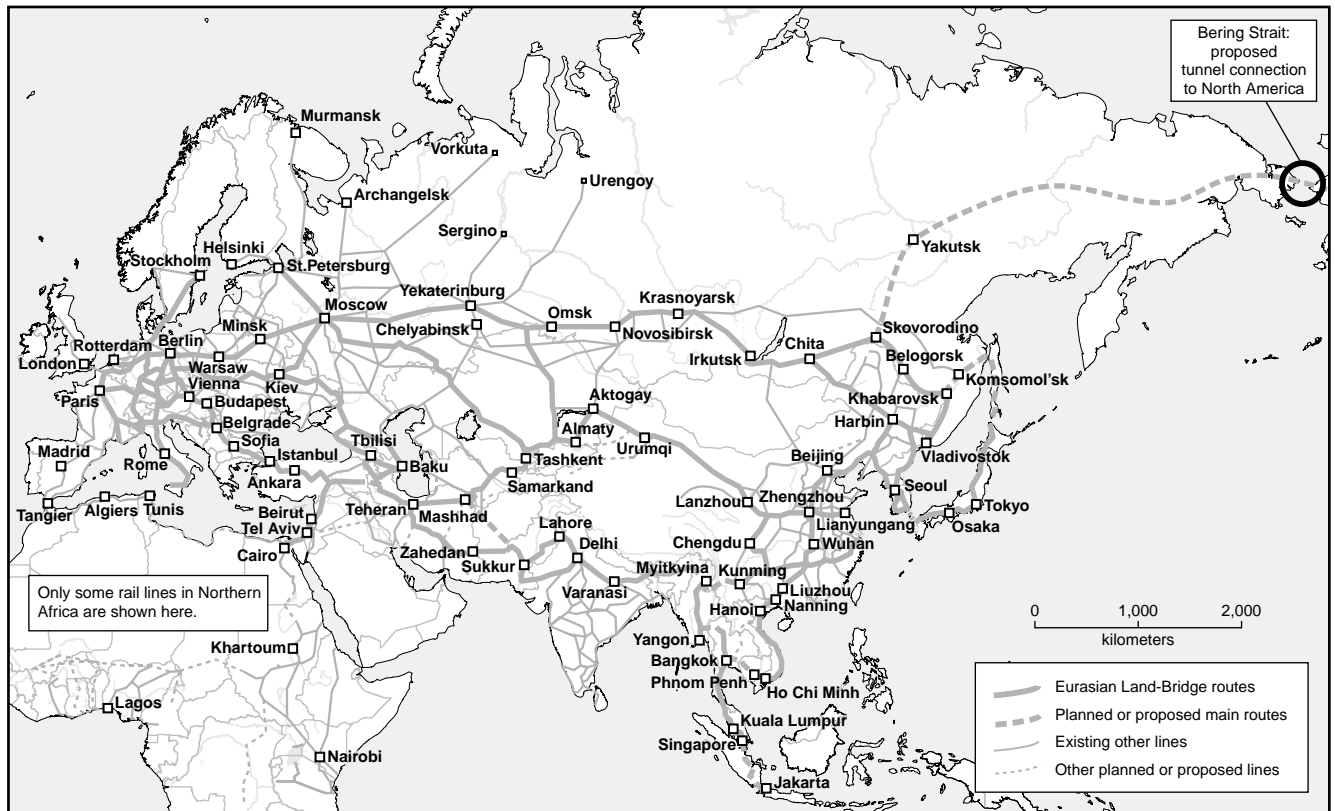 Bering Strait:
proposed
tunnel connection
to North America
Murmansk
Vorkuta
Urengoy
Archangelsk
Sergino
Yakutsk
Helsinki
Stockholm
St.Petersburg
Yekaterinburg
Krasnoyarsk
Moscow
Omsk
Chelyabinsk
Novosibirsk
Minsk
Skovorodino
Chita
Berlin
Rotterdam
Irkutsk
Belogorsk
London
Warsaw
Komsomol'sk
Vienna
Kiev
Paris
Aktogay
Khabarovsk
Budapest
Belgrade
Almaty
Harbin
Sofia
Tbilisi
Urumqi
Madrid
Istanbul
Beijing
Vladivostok
Rome
Baku
Tashkent
Ankara
Samarkand
Seoul
Lanzhou
Zhengzhou
Tangier
Algiers
Tunis
Beirut
Teheran
Mashhad
Tokyo
Tel Aviv
Lahore
Lianyungang
Osaka
Cairo
Zahedan
Delhi
Chengdu
Wuhan
Sukkur
Myitkyina
Kunming
Only some rail lines in Northern
Africa are shown here.
Varanasi
Liuzhou
Nanning
Hanoi
0 1,000 2,000
kilometers
Khartoum
Yangon
Bangkok
Phnom Penh
Ho Chi Minh
Lagos
Kuala Lumpur
Singapore
Nairobi
Jakarta
Eurasian Land-Bridge routes
Planned or proposed main routes
Existing other lines
Other planned or proposed lines